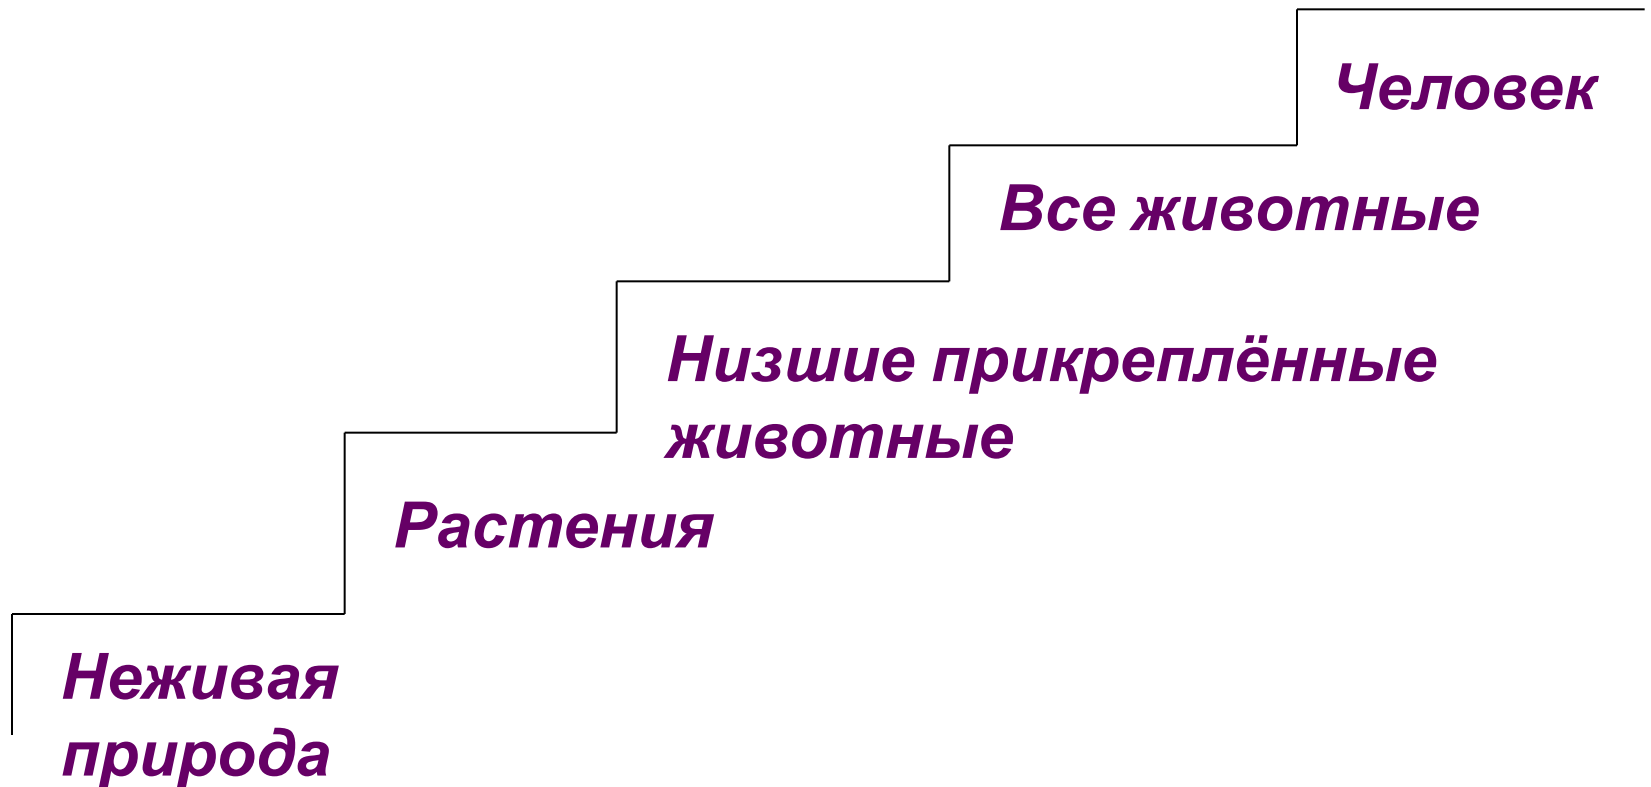 Человек
Все животные
Низшие прикреплённые
животные
Растения
Неживая
природа